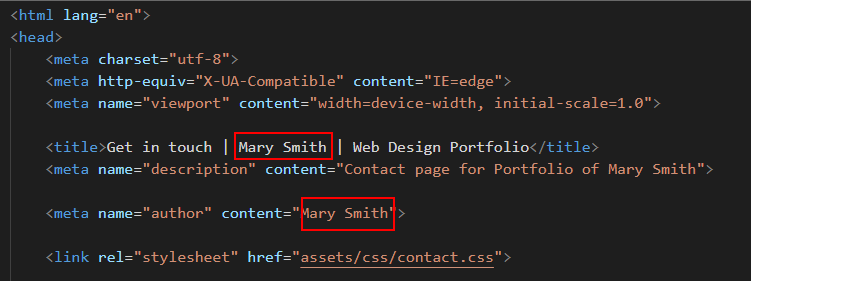 <html lang="en">
<head>
<meta charset="utf-8">
<meta http-equiv="X-UA-Compatible" content="IE=edge">
<meta name="viewport" content="width=device-width, initial-scale=1.0">
<title>Get in touch | Mary Smith | Web Design Portfolio</title>
<meta name="description" content="Contact page for Portfolio of Mary Smith">
<meta name="author" content="Mary Smith">
<link rel="stylesheet" href="assets/css/contact.css">